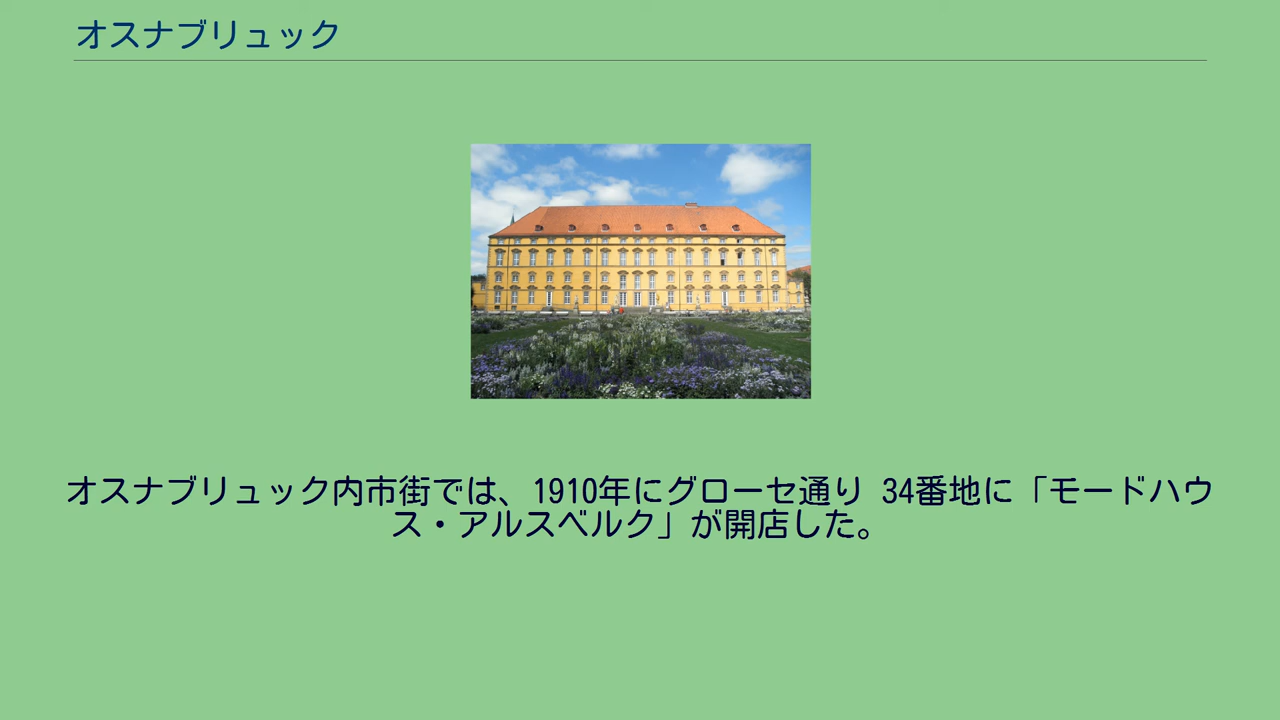 オスナブリュック
オスナブリュック内市街では、1910年にグローセ通り 34番地に「モードハウ
ス・アルスベルク」が開店した。